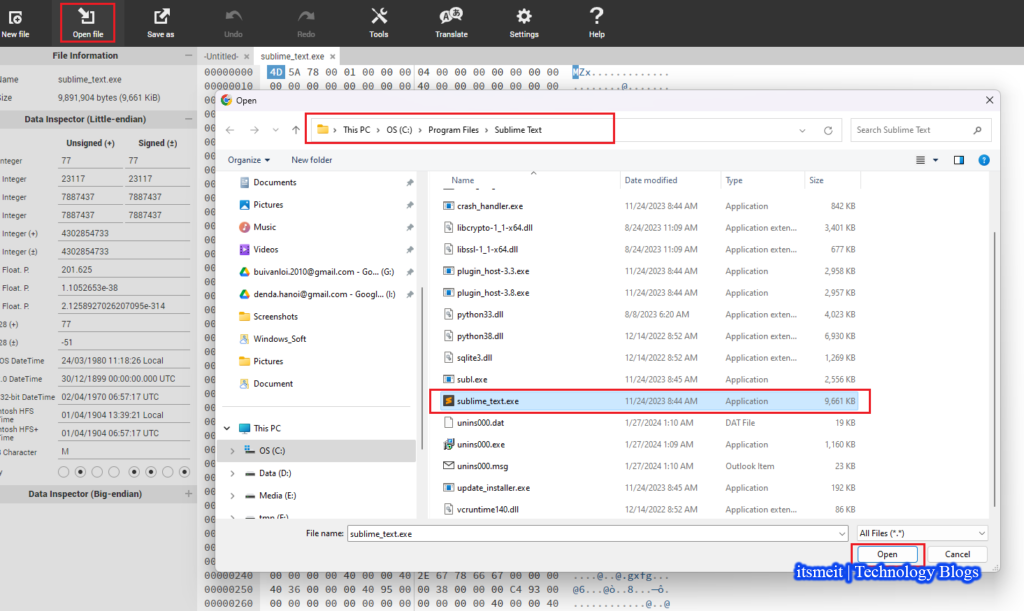 New file Open file Save as Undo Redo Tools Translate Settings Help
File Information
-Untitled- × sublime_text.exe ×
ame sublime_text.exe
ize 9,891,904 bytes (9,661 KiB)
Data Inspector (Little-endian)
Unsigned (+) Signed (±)
nteger 77 77
Integer 23117 23117
Integer 7887437 7887437
Integer 7887437 7887437
Integer (+) 4302854733
Integer (±) 4302854733
Float. P. 201.625
Float. P. 1.1052653e-38
Float. P. 2.1258927026207095e-314
28 (+) 77
28 (±) -51
OS DateTime 24/03/1980 11:18:26 Local
.0 DateTime 30/12/1899 00:00:00.000 UTC
32-bit DateTime 02/04/1970 06:57:17 UTC
ntosh HFS
Time 01/04/1904 13:39:21 Local
ntosh HFS+
Time 01/04/1904 06:57:17 UTC
S Character M
y
Data Inspector (Big-endian)
00000000 4D 5A 78 00 01 00 00 00 04 00 00 00 00 00 00 00 MZx.............
00000010 00 00 00 00 00 00 00 00 40 00 00 00 00 00 00 00 ........@.......
Open
This PC › OS (C:) › Program Files › Sublime Text
Search Sublime Text
Organize New folder
Documents
Pictures
Music
Videos
buivanloi.2010@gmail.com - Go... (G:)
denda.hanoi@gmail.com - Googl... (I:)
Screenshots
Windows_Soft
Pictures
Document
This PC
OS (C:)
Data (D:)
Media (E:)
tmp (F:)
Name Date modified Type Size
crash_handler.exe 11/24/2023 8:44 AM Application 842 KB
libcrypto-1_1-x64.dll 8/24/2023 11:09 AM Application exten... 3,401 KB
libssl-1_1-x64.dll 8/24/2023 11:09 AM Application exten... 677 KB
plugin_host-3.3.exe 11/24/2023 8:44 AM Application 2,958 KB
plugin_host-3.8.exe 11/24/2023 8:44 AM Application 2,957 KB
python33.dll 8/8/2023 6:20 AM Application exten... 4,023 KB
python38.dll 12/14/2022 8:52 AM Application exten... 6,930 KB
sqlite3.dll 12/14/2022 8:52 AM Application exten... 1,269 KB
subl.exe 11/24/2023 8:45 AM Application 2,556 KB
sublime_text.exe 11/24/2023 8:44 AM Application 9,661 KB
unins000.dat 1/27/2024 1:10 AM DAT File 19 KB
unins000.exe 1/27/2024 1:09 AM Application 1,160 KB
unins000.msg 1/27/2024 1:10 AM Outlook Item 23 KB
update_installer.exe 11/24/2023 8:45 AM Application 192 KB
vcruntime140.dll 12/14/2022 8:52 AM Application exten... 86 KB
File name: sublime_text.exe All Files (*.*)
Open Cancel
itsmeit | Technology Blogs
00000240 00 00 00 00 40 00 00 40 2E 67 78 66 67 00 00 00 ....@..@.gxfg...
00000250 40 36 00 00 00 40 95 00 00 38 00 00 00 C4 93 00 @6...@ò..8...─ô.
00000260 00 00 00 00 00 00 00 00 00 00 00 00 40 00 00 40 ............@..@